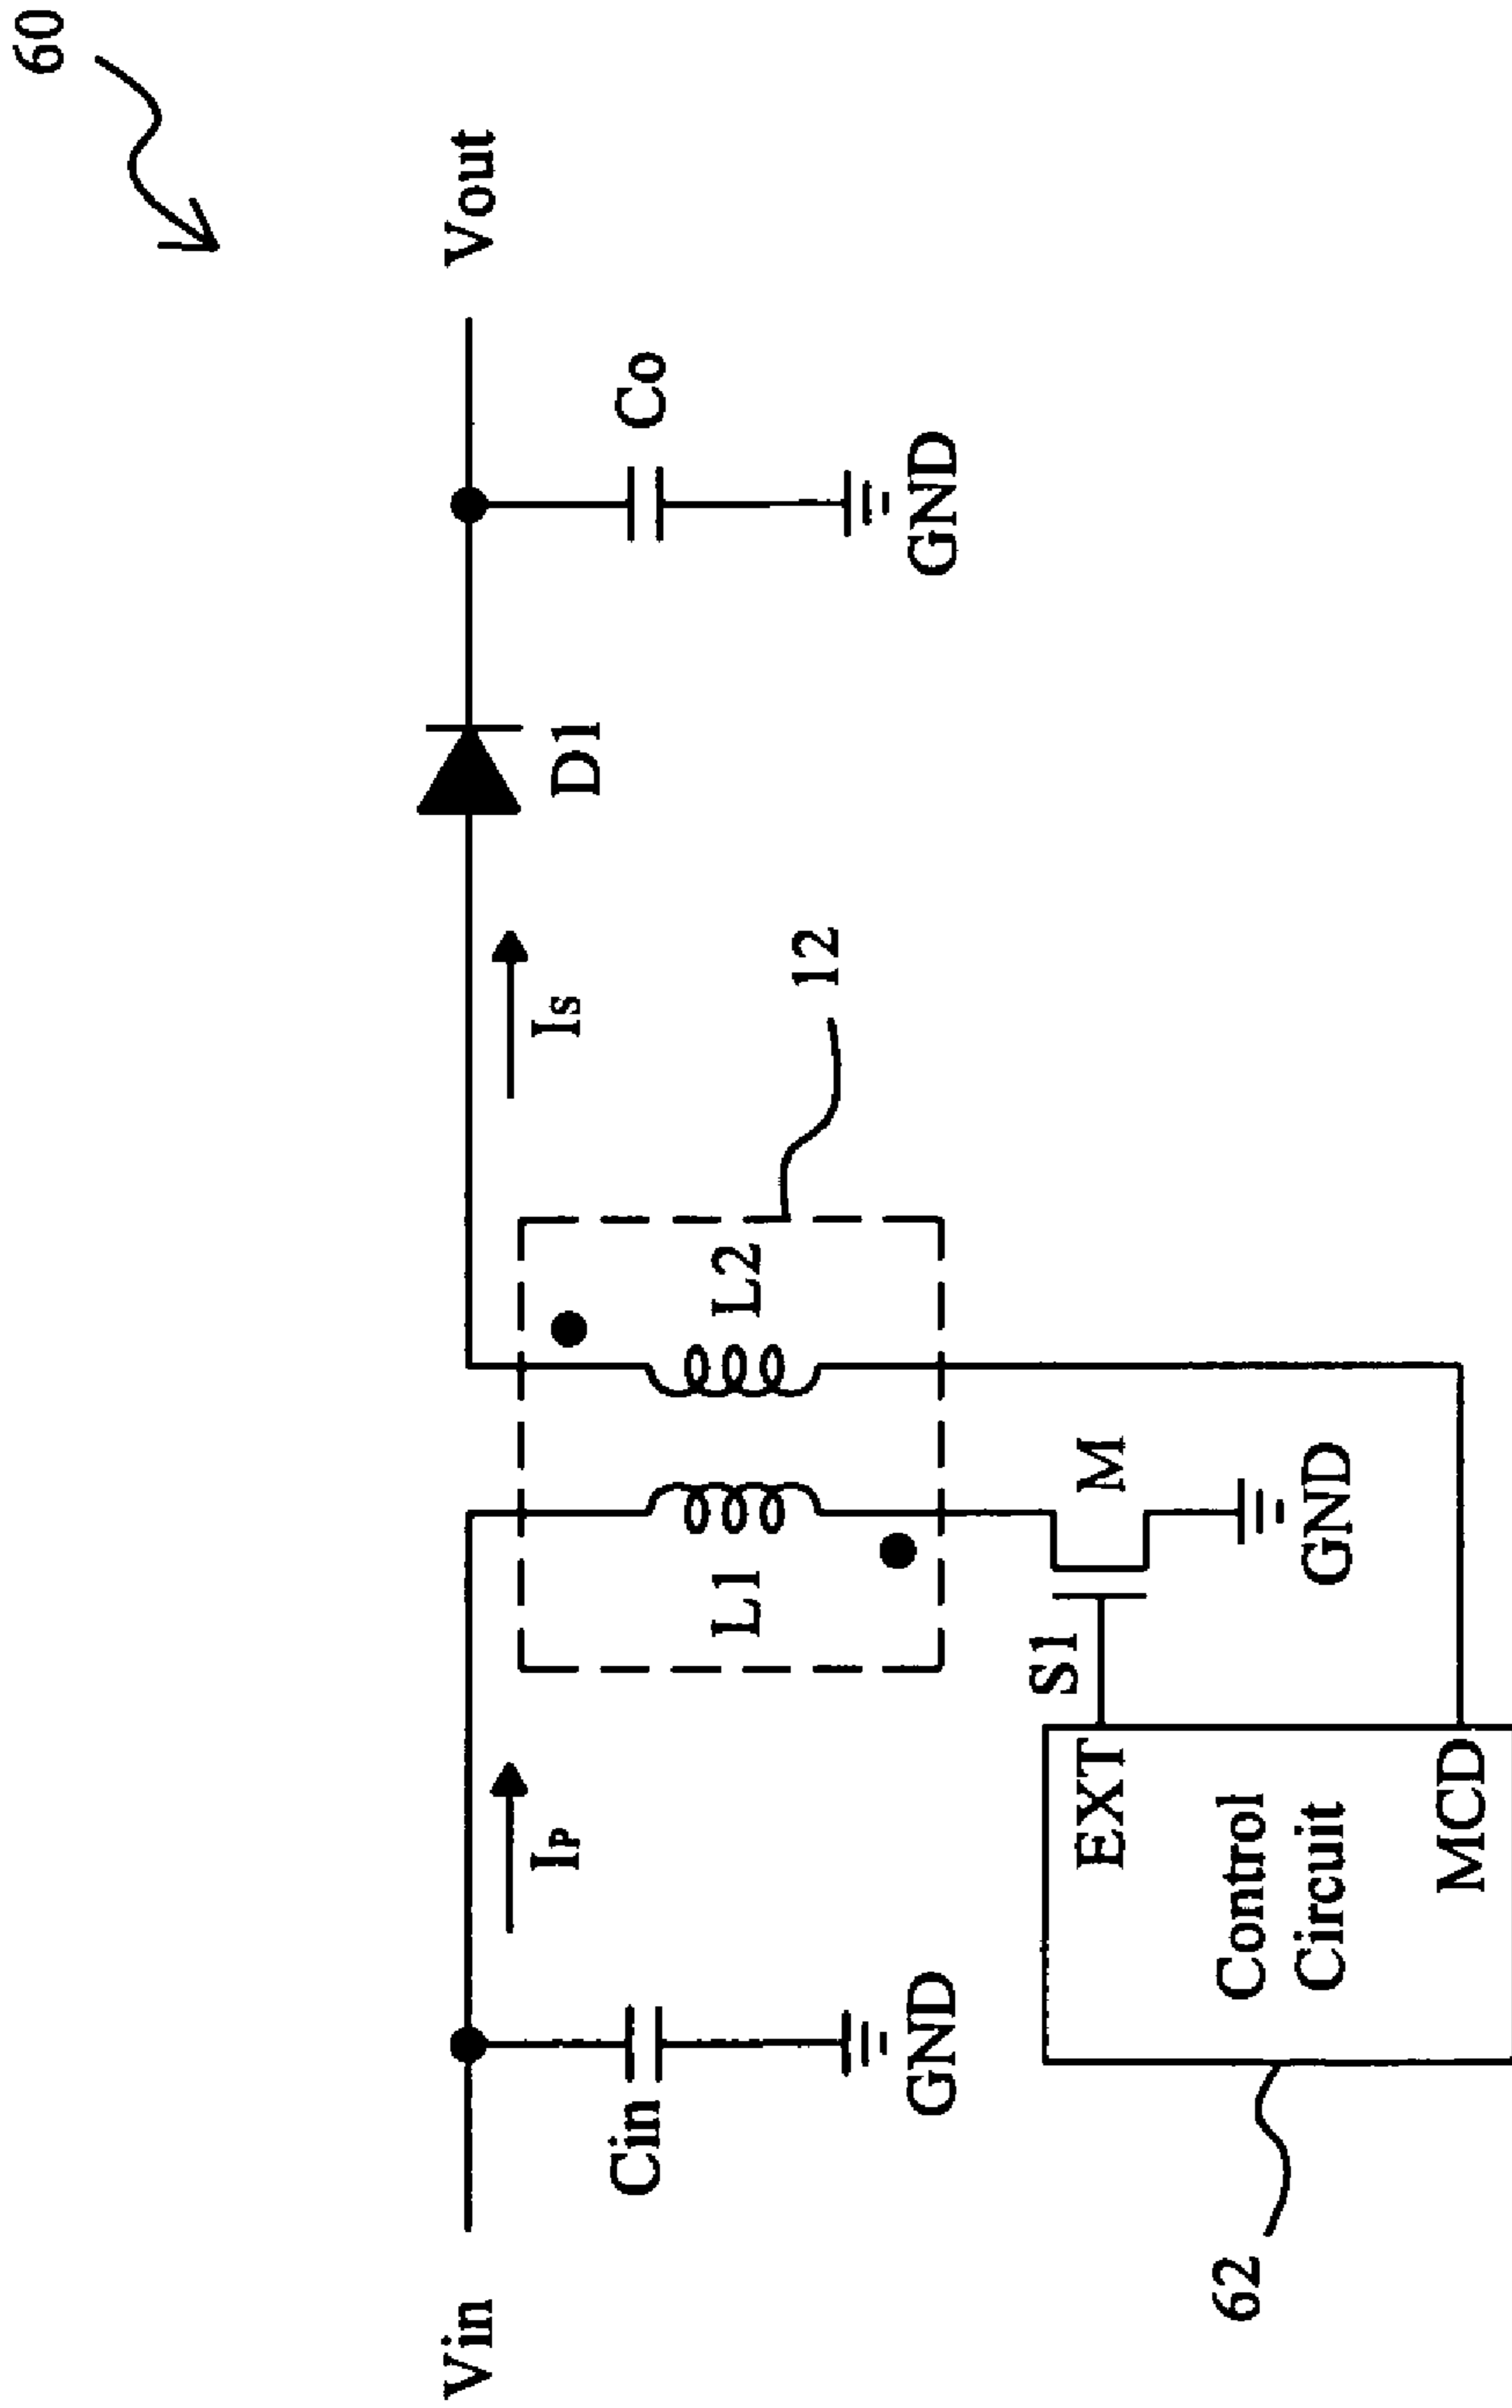 60
Vin
Vout
Cin
GND
IP
Is
D1
Co
GND
L1
L2
12
S1
M
GND
EXT
Control
Circuit
MCD
62